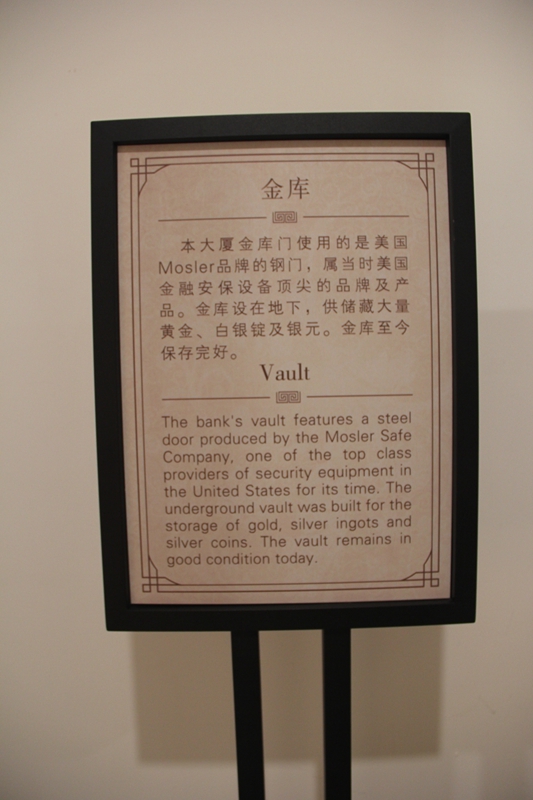 金库
本大厦金库门使用的是美国
Mosler品牌的钢门，属当时美国
金融安保设备顶尖的品牌及产
品。金库设在地下，供储藏大量
黄金、白银锭及银元。金库至今
保存完好。
Vault
The bank's vault features a steel
door produced by the Mosler Safe
Company, one of the top class
providers of security equipment in
the United States for its time. The
underground vault was built for the
storage of gold, silver ingots and
silver coins. The vault remains in
good condition today.